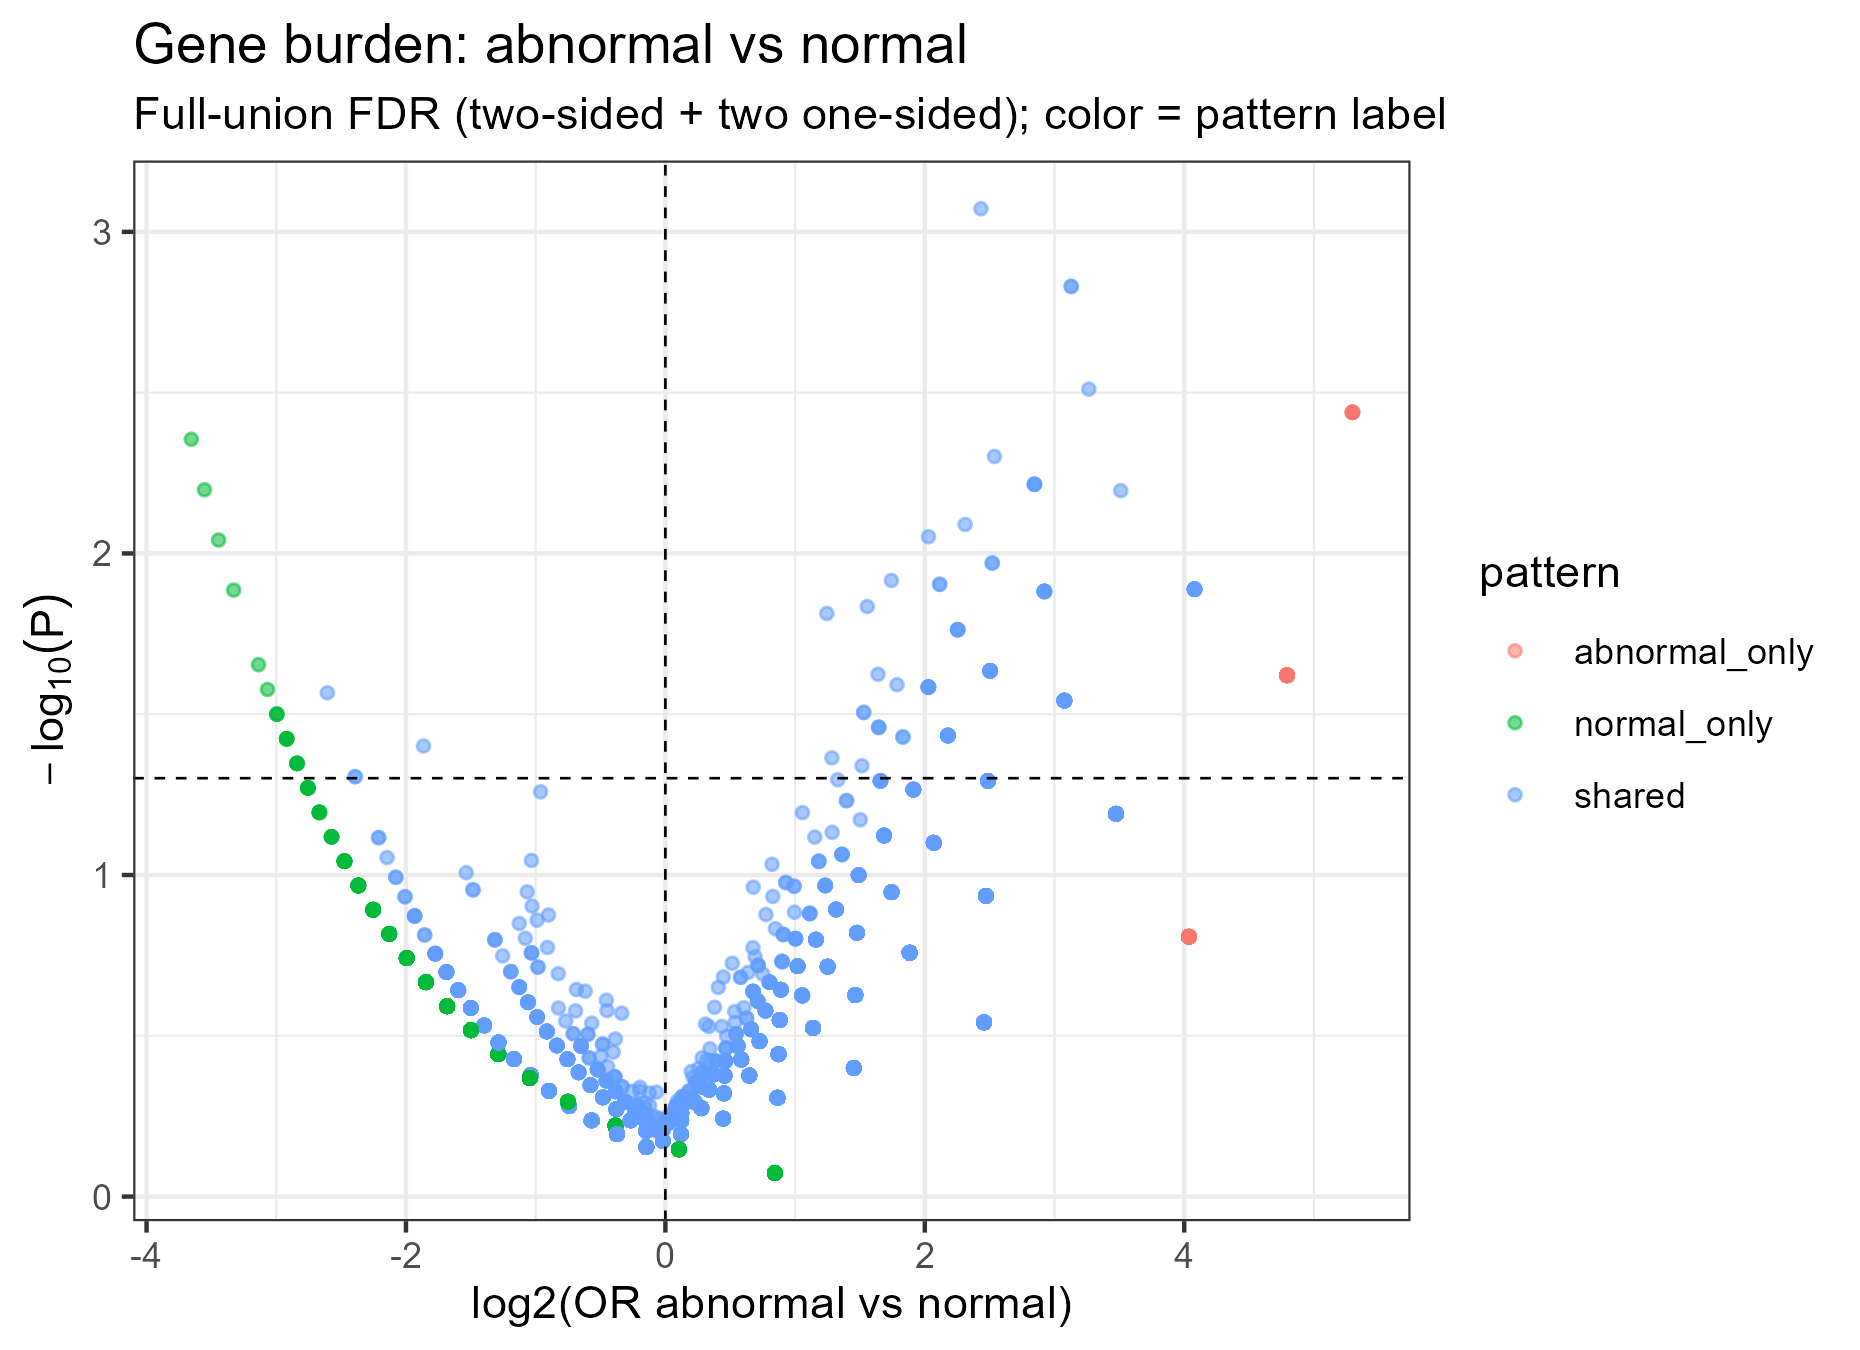 Gene burden: abnormal vs normal
Full-union FDR (two-sided + two one-sided); color = pattern label
3
2
1
0
− log10(P)
-4 -2 0 2 4
log2(OR abnormal vs normal)
pattern
abnormal_only
normal_only
shared